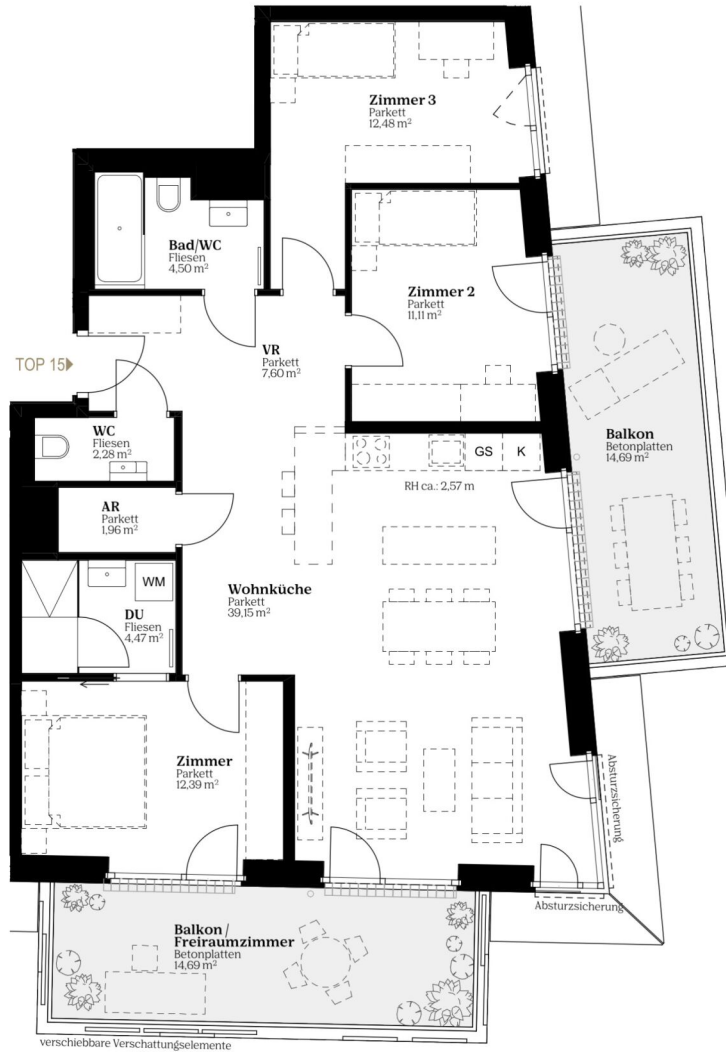 Zimmer 3
Parkett
12,48 m²
Bad/WC
Fliesen
4,50 m²
Zimmer 2
Parkett
11,11 m²
VR
Parkett
7,60 m²
TOP 15
WC
Fliesen
2,28 m²
Balkon
Betonplatten
14,69 m²
GS
K
RH ca.: 2,57 m
AR
Parkett
1,96 m²
WM
DU
Fliesen
4,47 m²
Wohnküche
Parkett
39,15 m²
Zimmer
Parkett
12,39 m²
Absturzsicherung
Absturzsicherung
Balkon /
Freiraumzimmer
Betonplatten
14,69 m²
verschiebbare Verschattungselemente